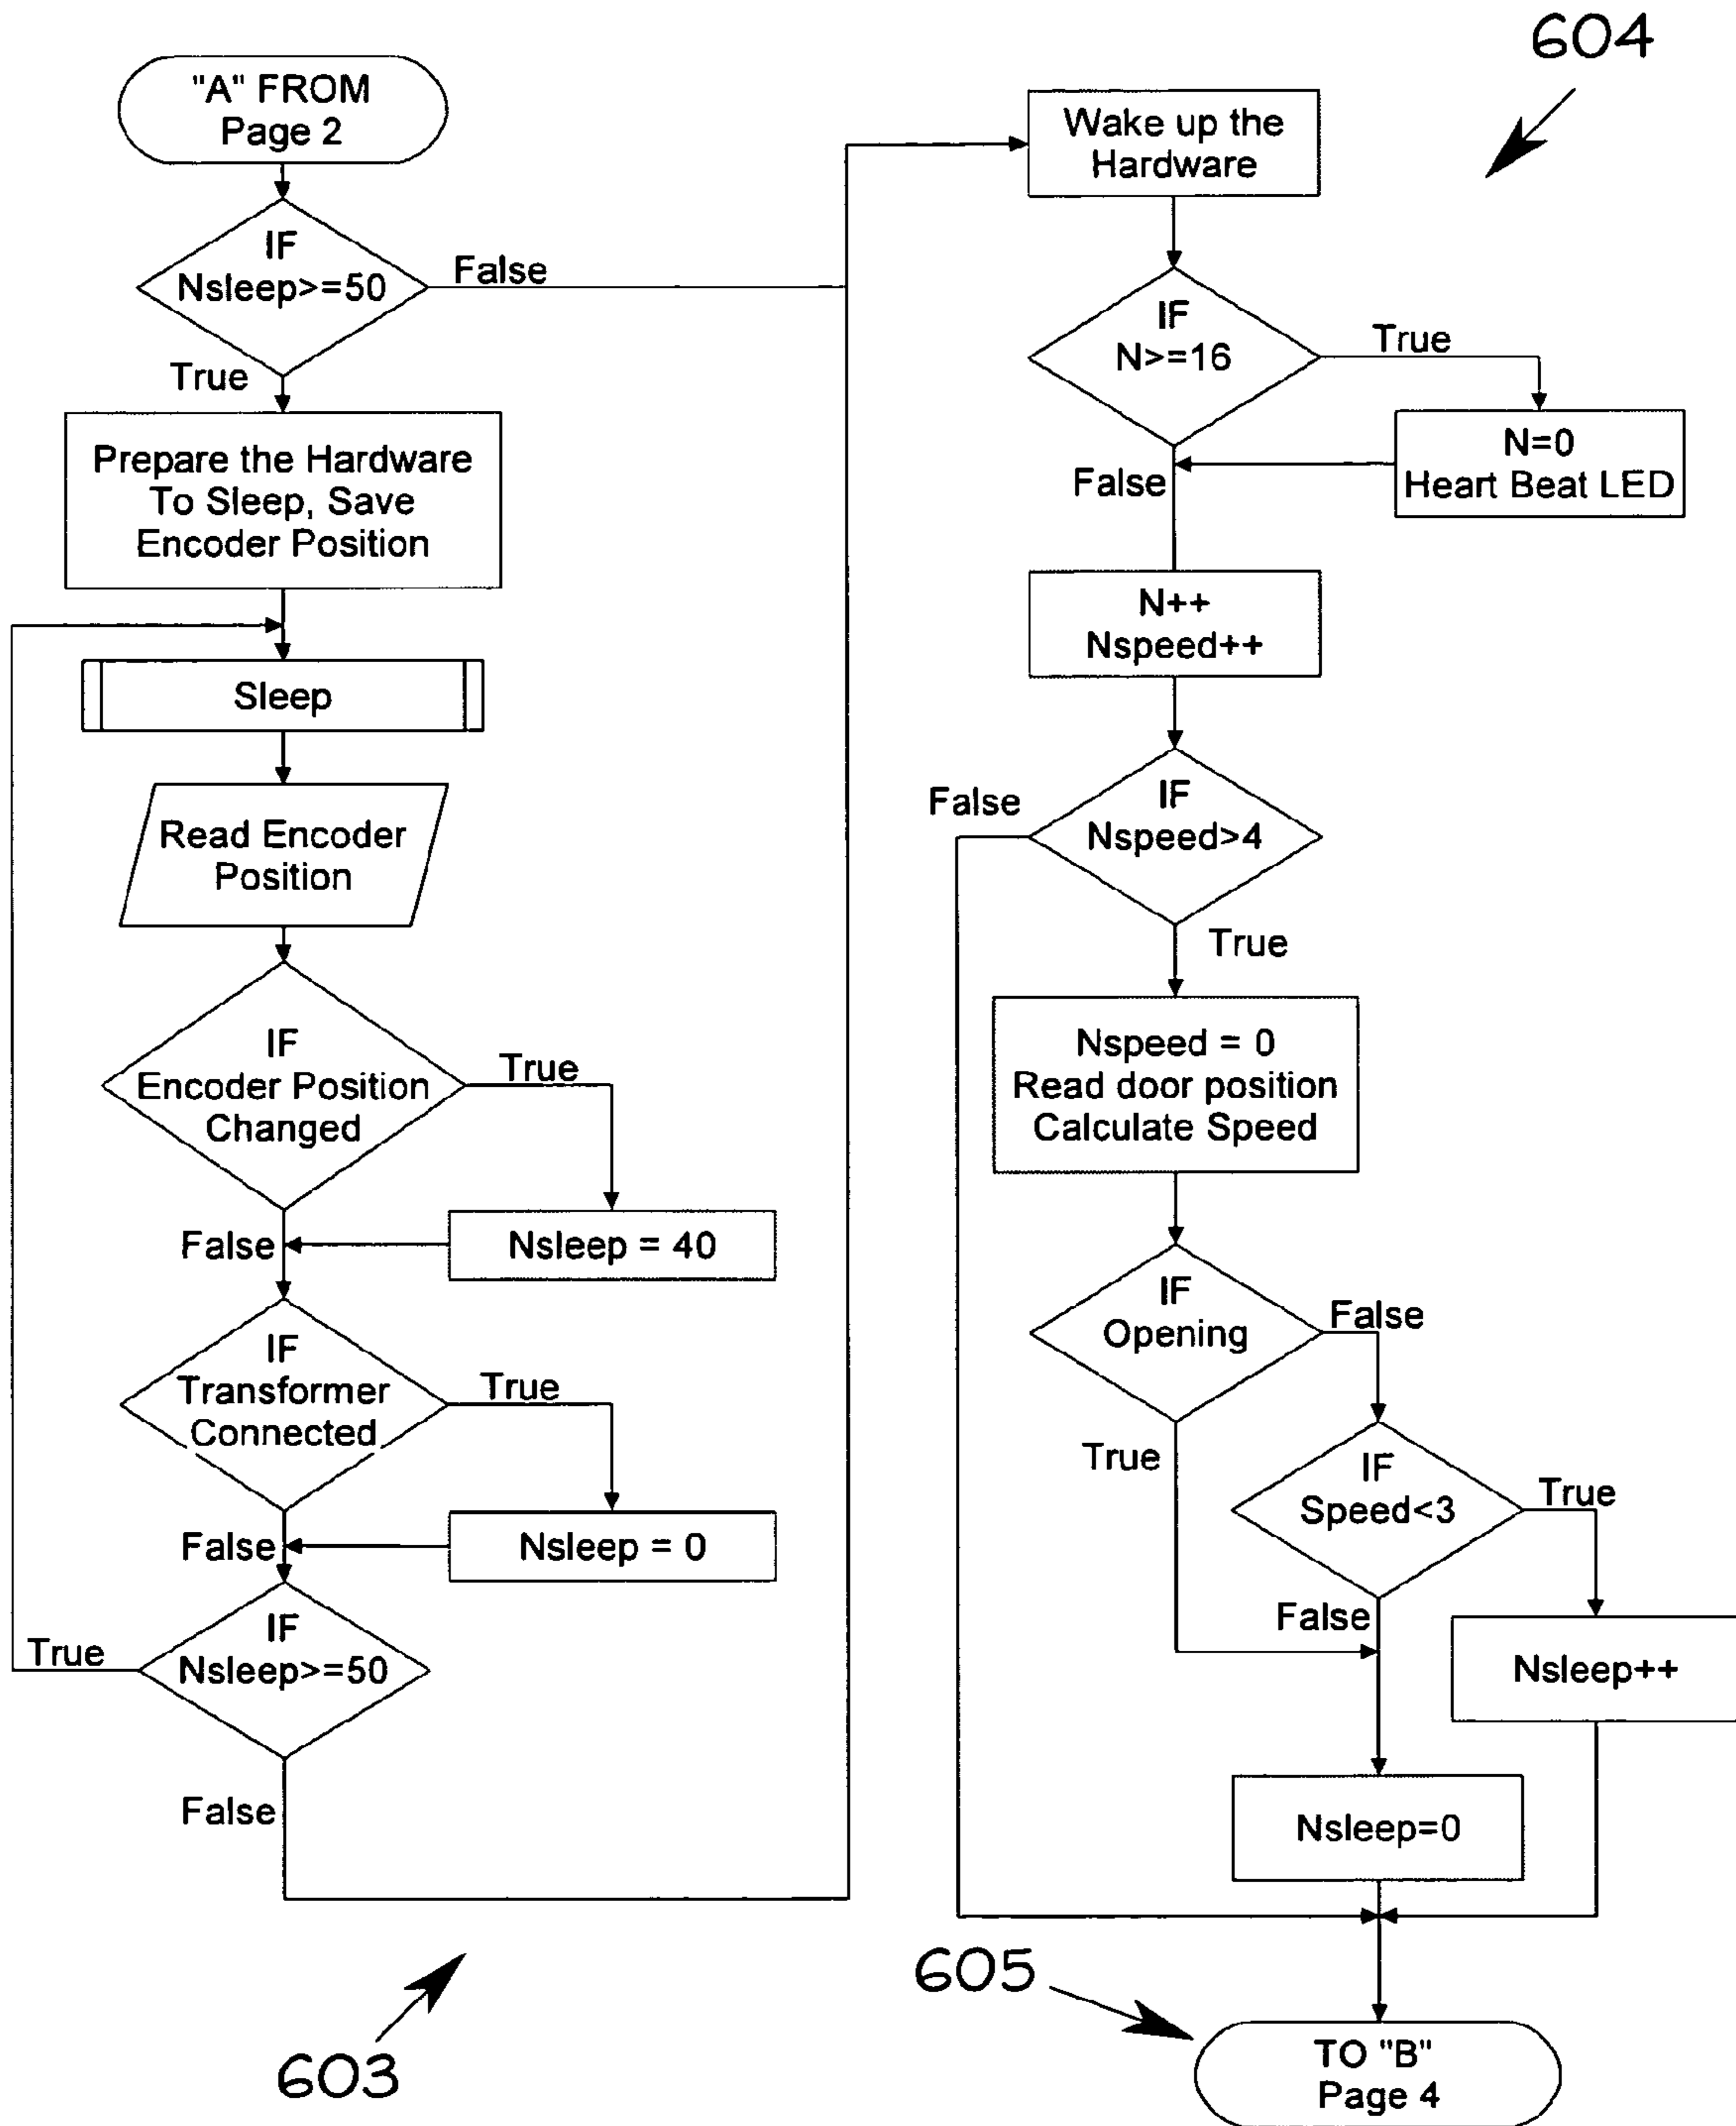 "A" FROM
Page 2
IF
Nsleep>=50
False
True
Prepare the Hardware
To Sleep, Save
Encoder Position
Sleep
Read Encoder
Position
IF
Encoder Position
Changed
True
False
Nsleep = 40
IF
Transformer
Connected
True
False
Nsleep = 0
IF
Nsleep>=50
True
False
603
604
Wake up the
Hardware
IF
N>=16
True
N=0
Heart Beat LED
False
N++
Nspeed++
IF
Nspeed>4
False
True
Nspeed = 0
Read door position
Calculate Speed
IF
Opening
False
True
IF
Speed<3
True
False
Nsleep++
Nsleep=0
605
TO "B"
Page 4